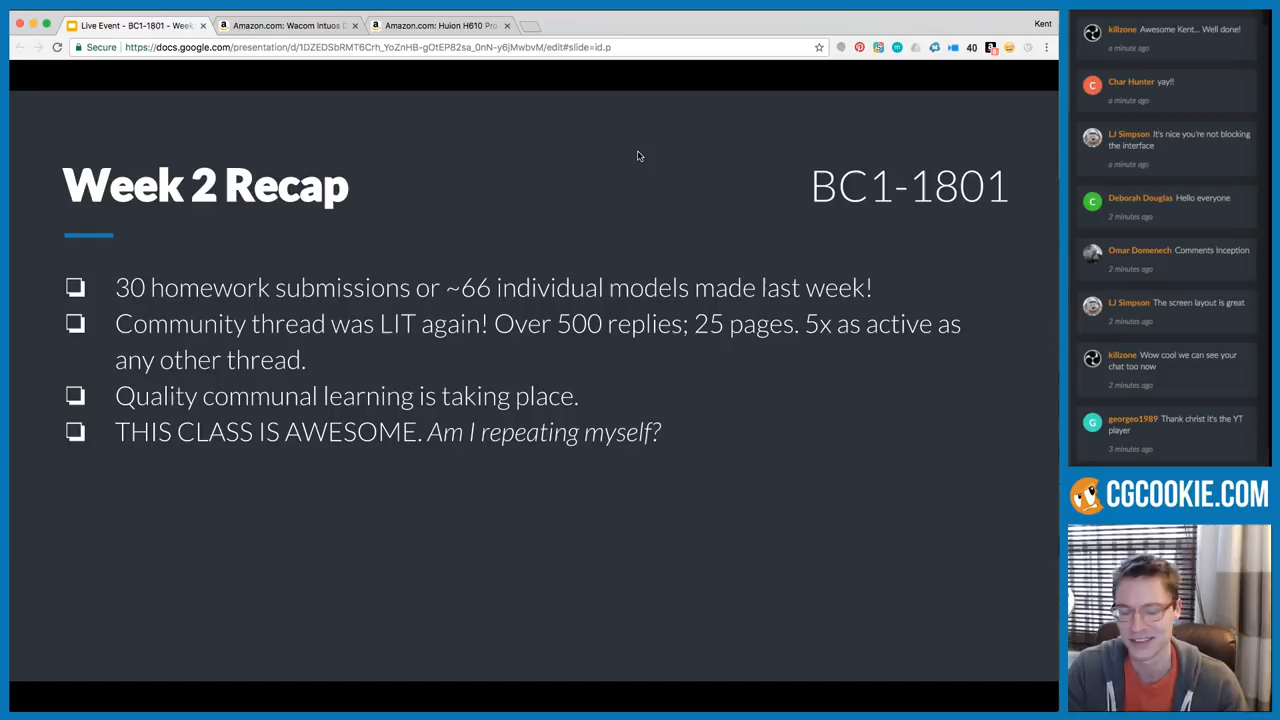 Live Event - BC1-1801 - Week
Amazon.com: Wacom Intuos D
Amazon.com: Huion H610 Pro
Kent
Secure
https://docs.google.com/presentation/d/1DZEDSbRMT6Crh_YoZnHB-gOtEP82sa_0nN-y6jMwbvM/edit#slide=id.p
40
Week 2 Recap
BC1-1801
30 homework submissions or ~66 individual models made last week!
Community thread was LIT again! Over 500 replies; 25 pages. 5x as active as
any other thread.
Quality communal learning is taking place.
THIS CLASS IS AWESOME. Am I repeating myself?
killzone Awesome Kent... Well done!
a minute ago
C
Char Hunter yay!!
a minute ago
LJ Simpson It's nice you're not blocking
the interface
a minute ago
C
Deborah Douglas Hello everyone
2 minutes ago
Omar Domenech Comments Inception
2 minutes ago
LJ Simpson The screen layout is great
2 minutes ago
killzone Wow cool we can see your
chat too now
2 minutes ago
G
georgeo1989 Thank christ it's the YT
player
3 minutes ago
CGCOOKIE.COM